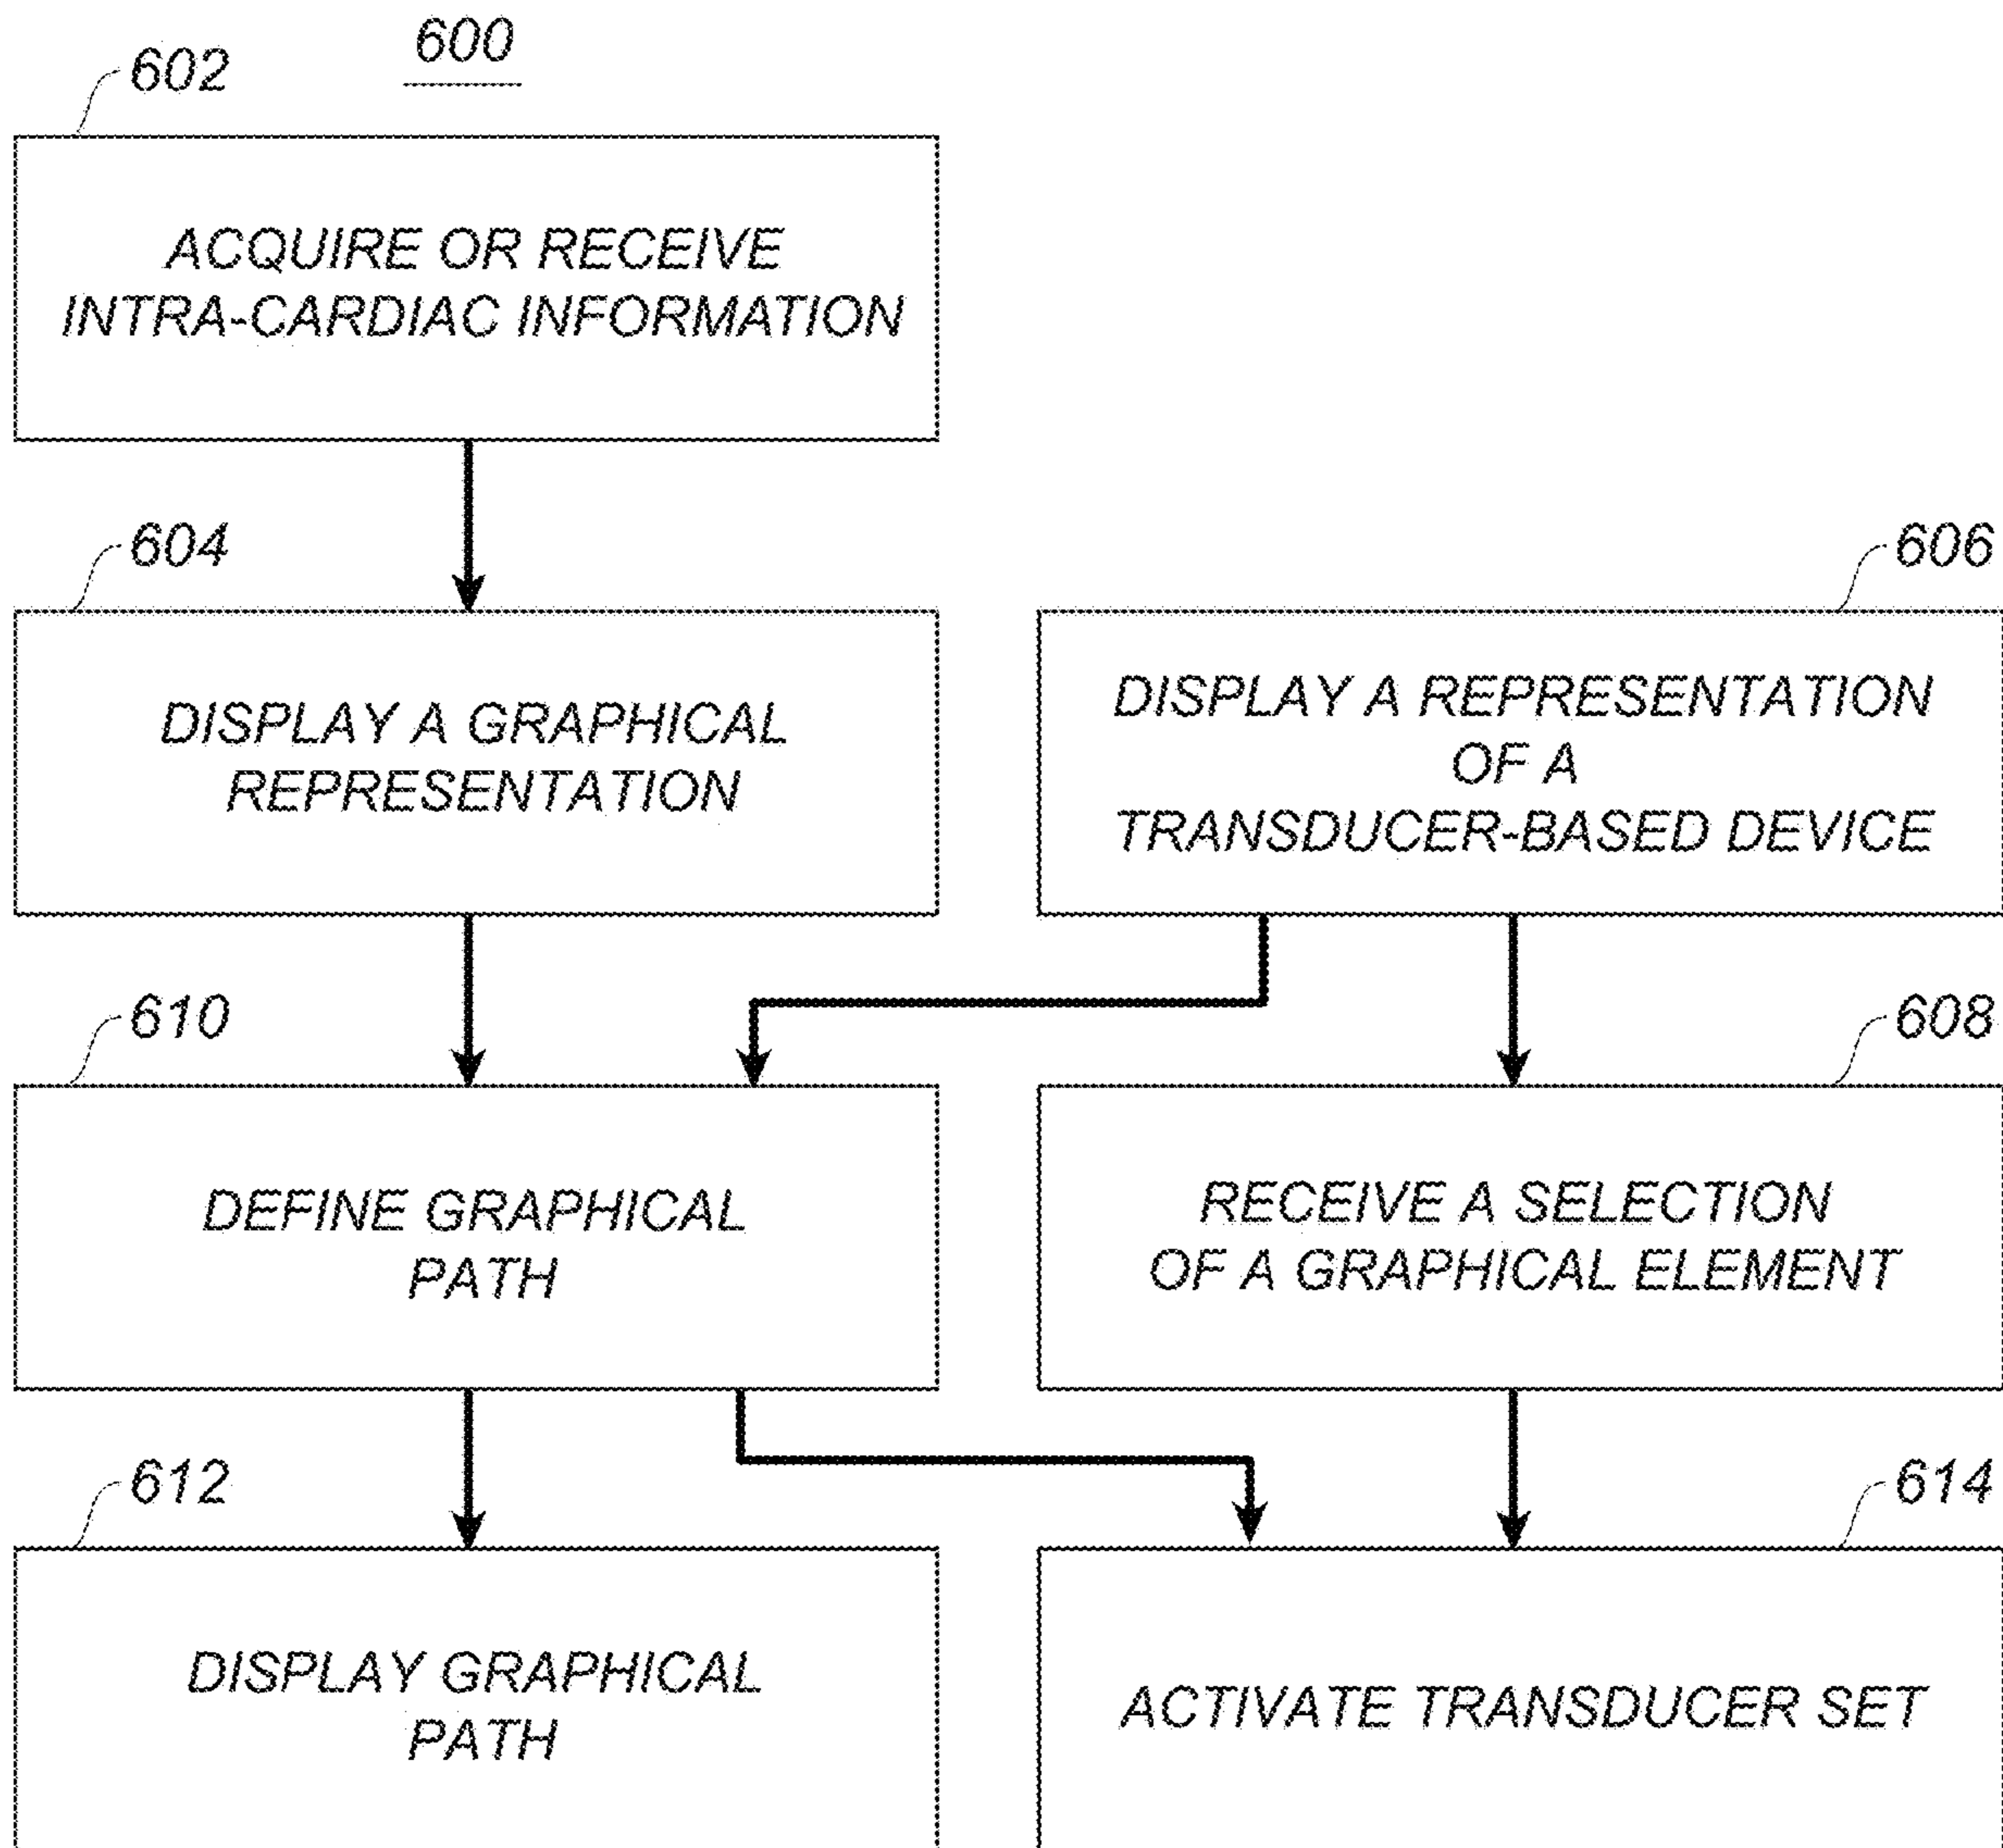 600
602
ACQUIRE OR RECEIVE
INTRA-CARDIAC INFORMATION
604
DISPLAY A GRAPHICAL
REPRESENTATION
606
DISPLAY A REPRESENTATION
OF A
TRANSDUCER-BASED DEVICE
610
DEFINE GRAPHICAL
PATH
608
RECEIVE A SELECTION
OF A GRAPHICAL ELEMENT
612
DISPLAY GRAPHICAL
PATH
614
ACTIVATE TRANSDUCER SET